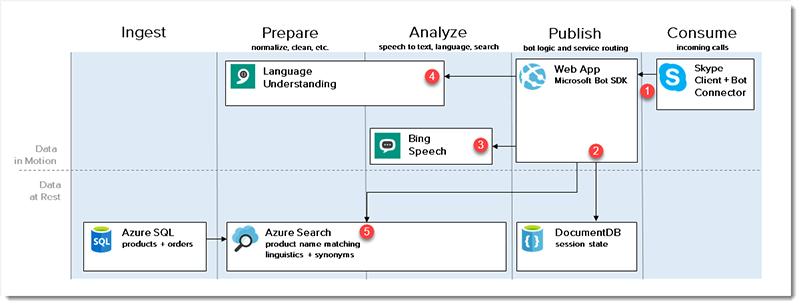 Ingest
Prepare
normalize, clean, etc.
Analyze
speech to text, language, search
Publish
bot logic and service routing
Consume
incoming calls
Language
Understanding
4
Web App
Microsoft Bot SDK
1
Skype
Client + Bot
Connector
Bing
Speech
3
2
Data
in Motion
Data
at Rest
SQL
Azure SQL
products + orders
Azure Search
product name matching
linguistics + synonyms
5
{ }
DocumentDB
session state